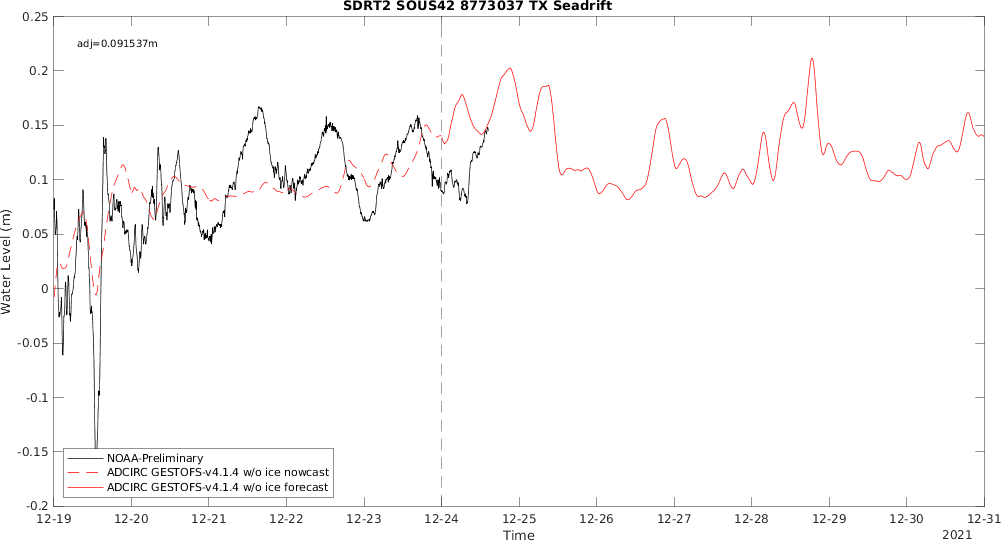 SDRT2 SOUS42 8773037 TX Seadrift
adj=0.091537m
Water Level (m)
0.25
0.2
0.15
0.1
0.05
0
-0.05
-0.1
-0.15
-0.2
NOAA-Preliminary
ADCIRC GESTOFS-v4.1.4 w/o ice nowcast
ADCIRC GESTOFS-v4.1.4 w/o ice forecast
12-19 12-20 12-21 12-22 12-23 12-24 12-25 12-26 12-27 12-28 12-29 12-30 12-31
Time
2021